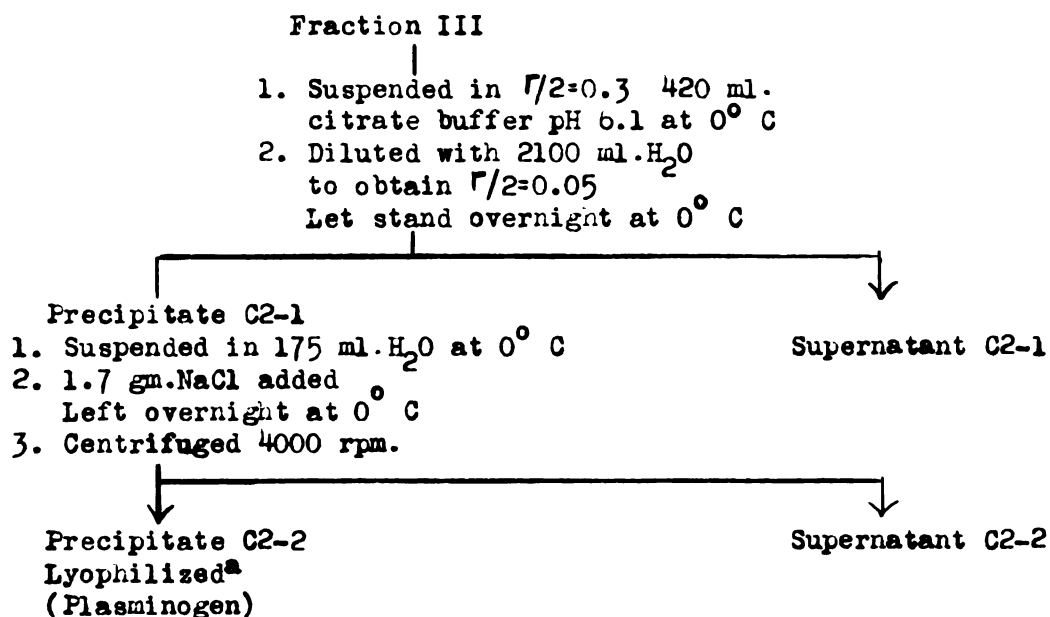 Fraction III
1. Suspended in Γ/2=0.3 420 ml.
citrate buffer pH 6.1 at 0° C
2. Diluted with 2100 ml.H₂O
to obtain Γ/2=0.05
Let stand overnight at 0° C
Precipitate C2-1
1. Suspended in 175 ml.H₂O at 0° C
Supernatant C2-1
2. 1.7 gm.NaCl added
Left overnight at 0° C
3. Centrifuged 4000 rpm.
Precipitate C2-2
Supernatant C2-2
Lyophilizedᵃ
(Plasminogen)